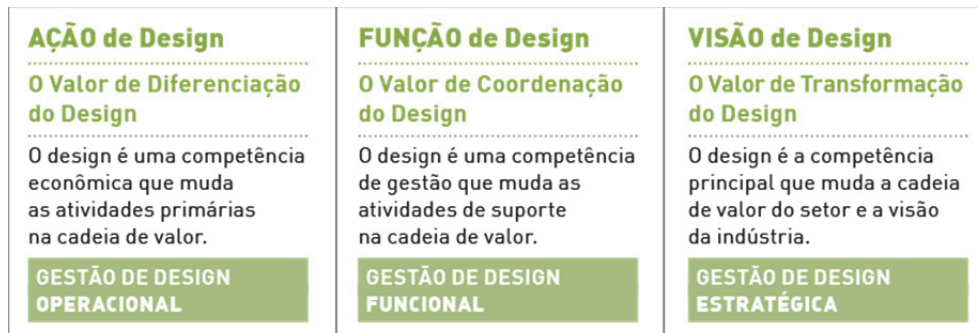 AÇÃO de Design
O Valor de Diferenciação
do Design
O design é uma competência
econômica que muda
as atividades primárias
na cadeia de valor.
GESTÃO DE DESIGN
OPERACIONAL
FUNÇÃO de Design
O Valor de Coordenação
do Design
O design é uma competência
de gestão que muda as
atividades de suporte
na cadeia de valor.
GESTÃO DE DESIGN
FUNCIONAL
VISÃO de Design
O Valor de Transformação
do Design
O design é a competência
principal que muda a cadeia
de valor do setor e a visão
da indústria.
GESTÃO DE DESIGN
ESTRATÉGICA